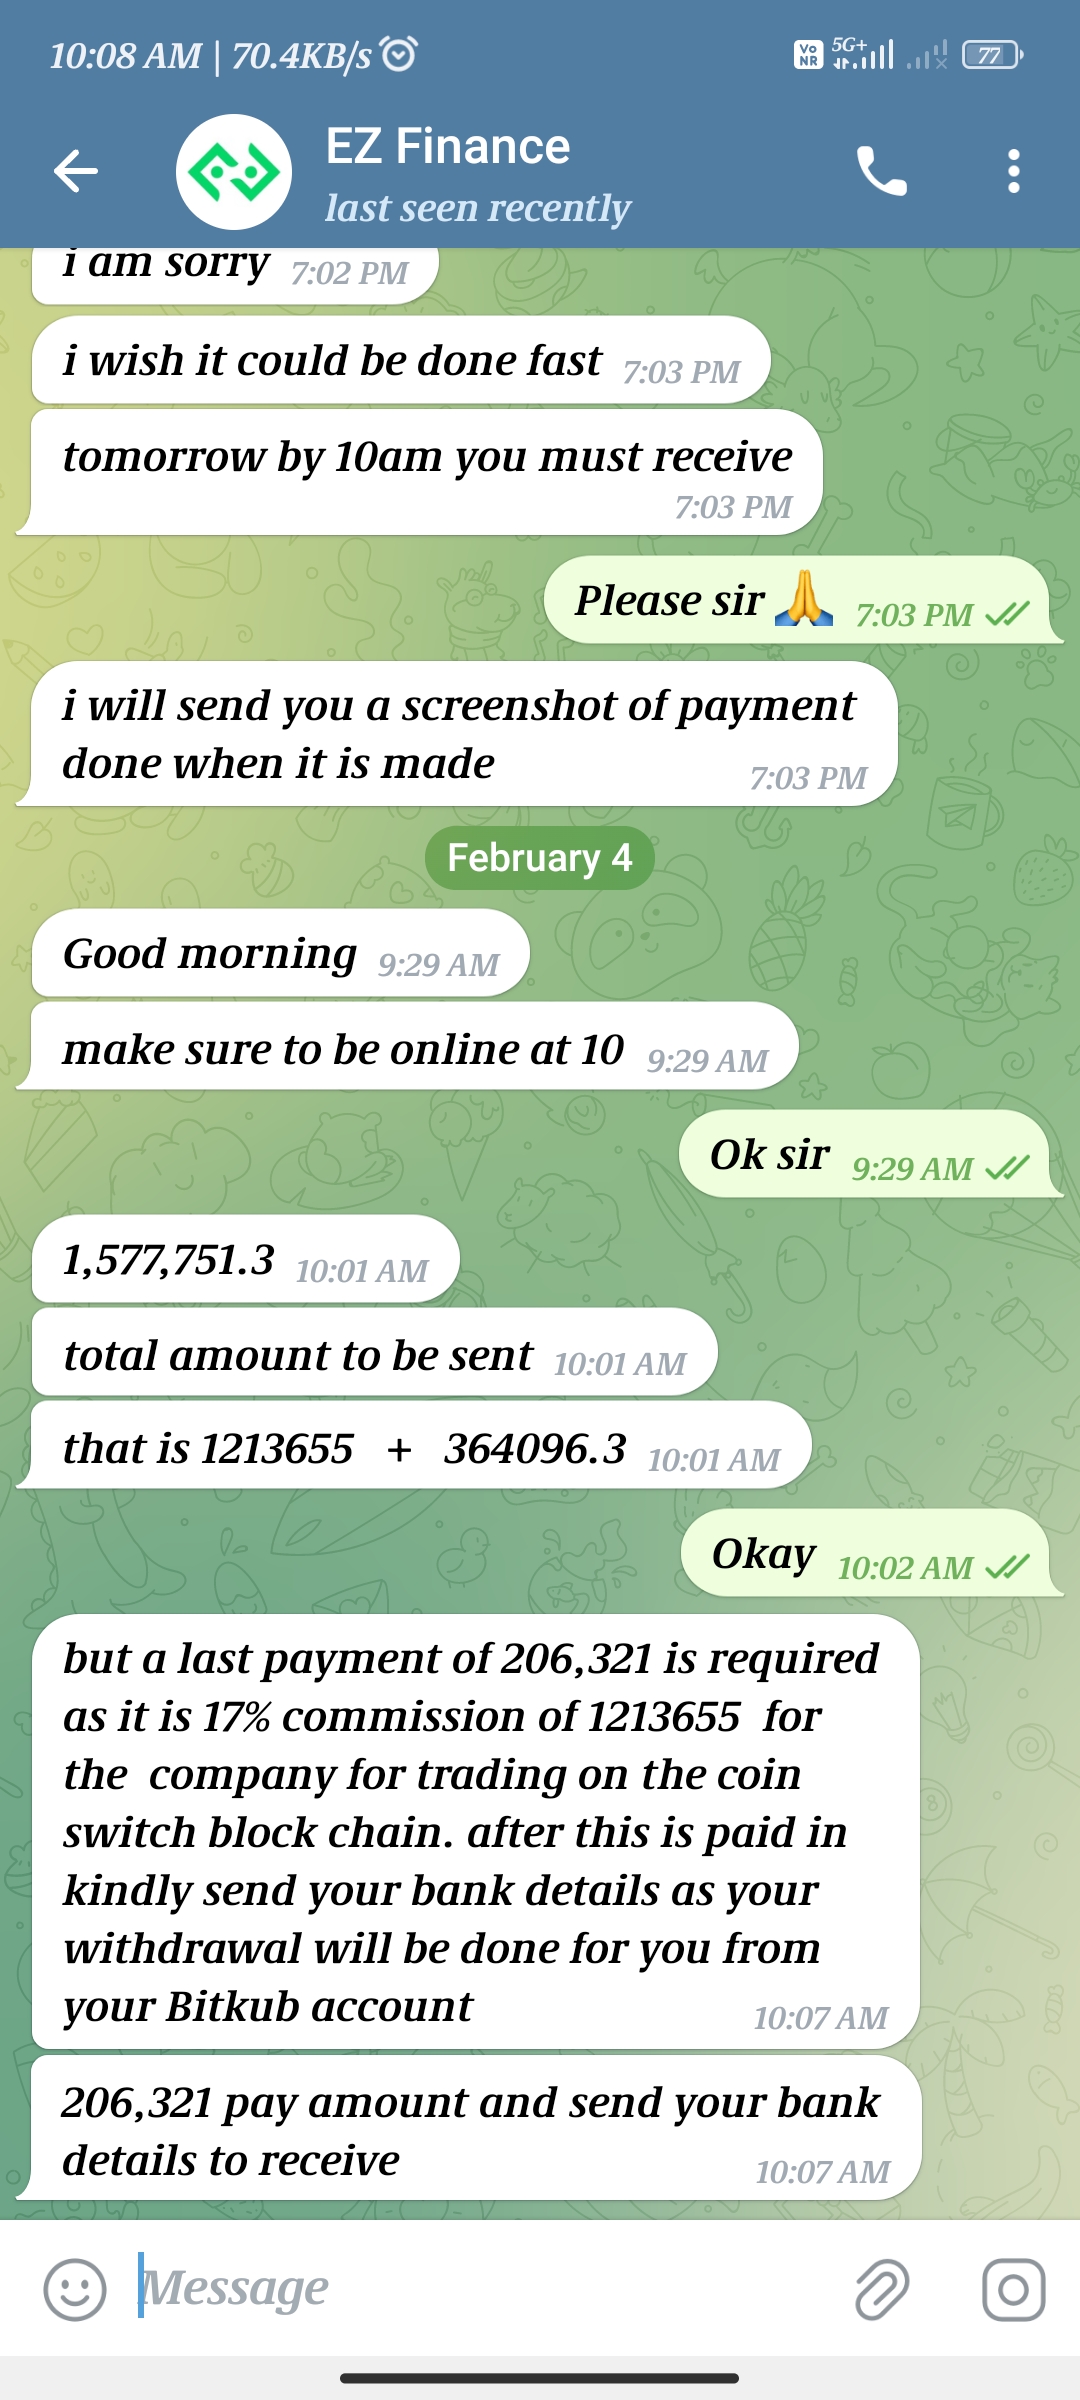 10:08 AM | 70.4KB/s
Vo NR 5G+ 77
EZ Finance
last seen recently
i am sorry 7:02 PM
i wish it could be done fast 7:03 PM
tomorrow by 10am you must receive
7:03 PM
Please sir 🙏 7:03 PM
i will send you a screenshot of payment
done when it is made 7:03 PM
February 4
Good morning 9:29 AM
make sure to be online at 10 9:29 AM
Ok sir 9:29 AM
1,577,751.3 10:01 AM
total amount to be sent 10:01 AM
that is 1213655 + 364096.3 10:01 AM
Okay 10:02 AM
but a last payment of 206,321 is required
as it is 17% commission of 1213655 for
the company for trading on the coin
switch block chain. after this is paid in
kindly send your bank details as your
withdrawal will be done for you from
your Bitkub account 10:07 AM
206,321 pay amount and send your bank
details to receive 10:07 AM
Message